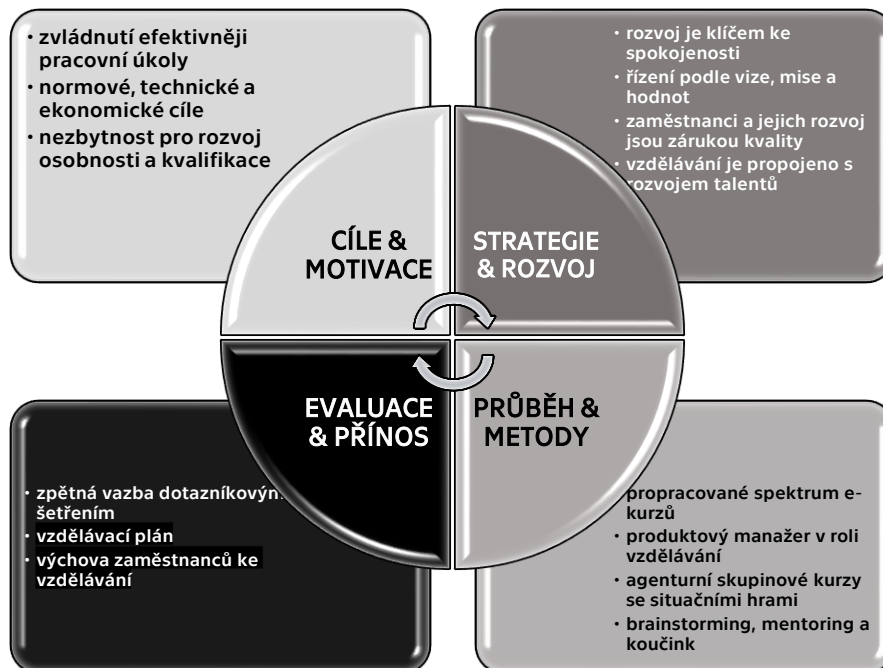 • zvládnutí efektivněji
pracovní úkoly
• normové, technické a
ekonomické cíle
• nezbytnost pro rozvoj
osobnosti a kvalifikace
• rozvoj je klíčem ke
spokojenosti
• řízení podle vize, mise a
hodnot
• zaměstnanci a jejich rozvoj
jsou zárukou kvality
• vzdělávání je propojeno s
rozvojem talentů
CÍLE &
MOTIVACE
STRATEGIE
& ROZVOJ
EVALUACE
& PŘÍNOS
PRŮBĚH &
METODY
• zpětná vazba dotazníkovým
šetřením
• vzdělávací plán
• výchova zaměstnanců ke
vzdělávání
propracované spektrum e-
kurzů
• produktový manažer v roli
vzdělávání
• agenturní skupinové kurzy
se situačními hrami
• brainstorming, mentoring a
koučink